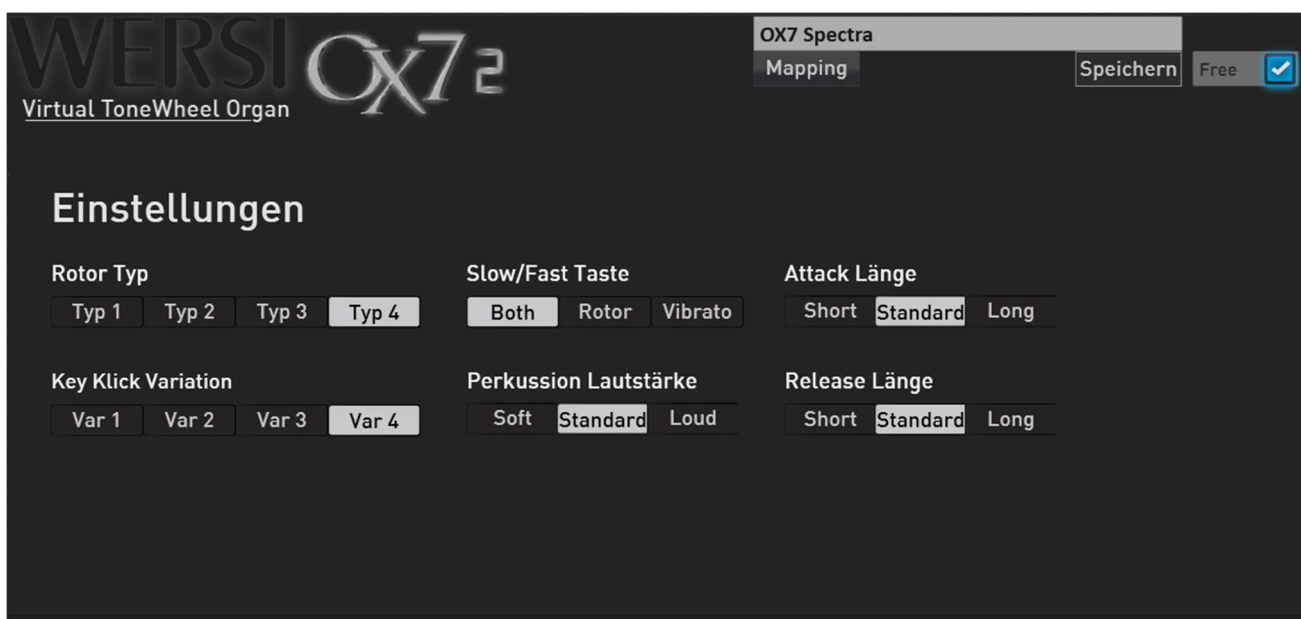 WERSI OX7 2
Virtual ToneWheel Organ
OX7 Spectra
Mapping
Speichern
Free
Einstellungen
Rotor Typ
Typ 1 Typ 2 Typ 3 Typ 4
Slow/Fast Taste
Both Rotor Vibrato
Attack Länge
Short Standard Long
Key Klick Variation
Var 1 Var 2 Var 3 Var 4
Perkussion Lautstärke
Soft Standard Loud
Release Länge
Short Standard Long